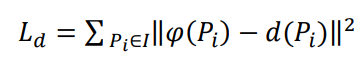 L_d = ∑_{P_i∈I}‖φ(P_i) − d(P_i)‖²